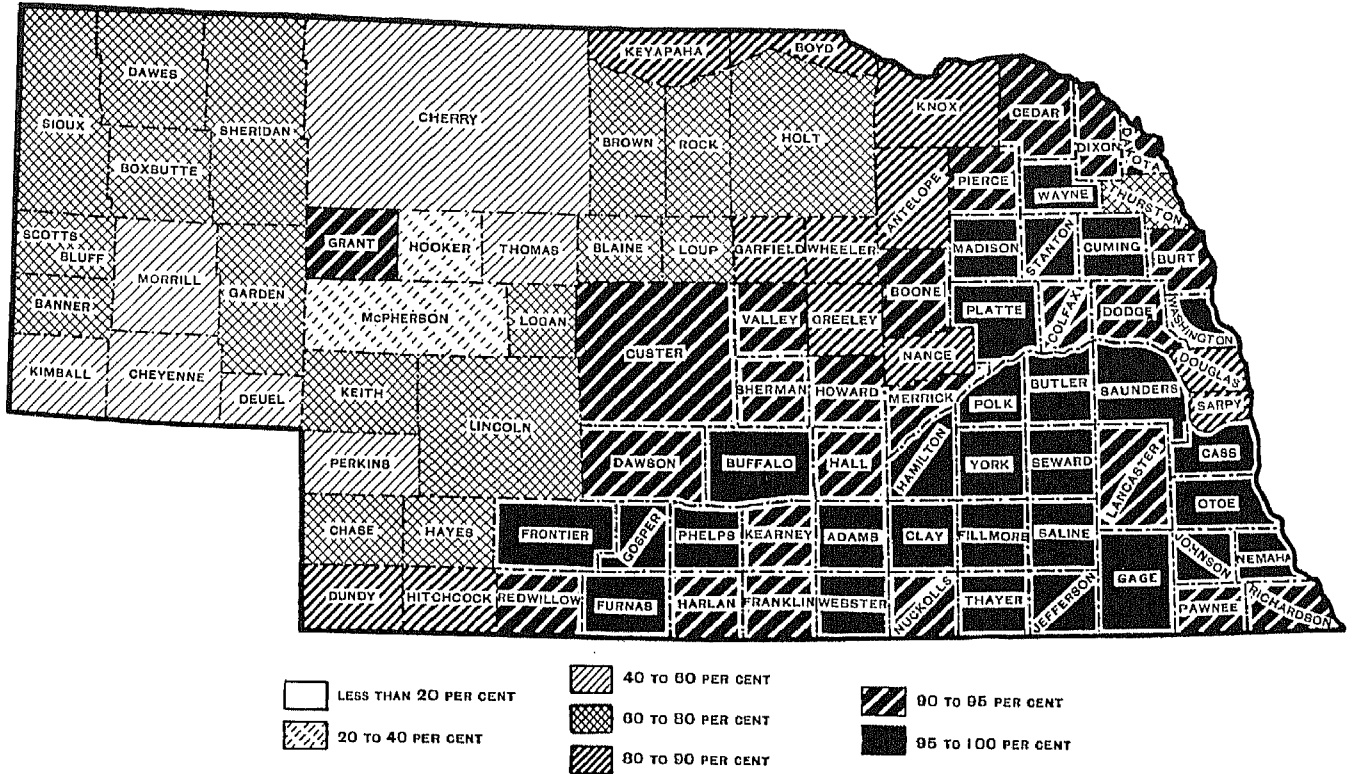 KEYAPAHA
BOYD
DAWES
SIOUX
SHERIDAN
CHERRY
BROWN
ROCK
HOLT
KNOX
CEDAR
DIXON
DAKOTA
BOXBUTTE
ANTELOPE
PIERCE
WAYNE
THURSTON
SCOTTS
BLUFF
GRANT
HOOKER
THOMAS
BLAINE
LOUP
GARFIELD
WHEELER
MADISON
STANTON
CUMING
BURT
MORRILL
BANNER
GARDEN
MCPHERSON
LOGAN
CUSTER
VALLEY
GREELEY
BOONE
PLATTE
COLFAX
DODGE
WASHINGTON
KIMBALL
CHEYENNE
DEUEL
KEITH
LINCOLN
SHERMAN
HOWARD
NANCE
MERRICK
POLK
BUTLER
SAUNDERS
DOUGLAS
SARPY
PERKINS
DAWSON
BUFFALO
HALL
HAMILTON
YORK
SEWARD
LANCASTER
CASS
OTOE
CHASE
HAYES
FRONTIER
GOSPER
PHELPS
KEARNEY
ADAMS
CLAY
FILLMORE
SALINE
GAGE
JOHNSON
NEMAHA
DUNDY
HITCHCOCK
REDWILLOW
FURNAS
HARLAN
FRANKLIN
WEBSTER
NUCKOLLS
THAYER
JEFFERSON
PAWNEE
RICHARDSON
LESS THAN 20 PER CENT
20 TO 40 PER CENT
40 TO 60 PER CENT
60 TO 80 PER CENT
80 TO 90 PER CENT
90 TO 95 PER CENT
95 TO 100 PER CENT